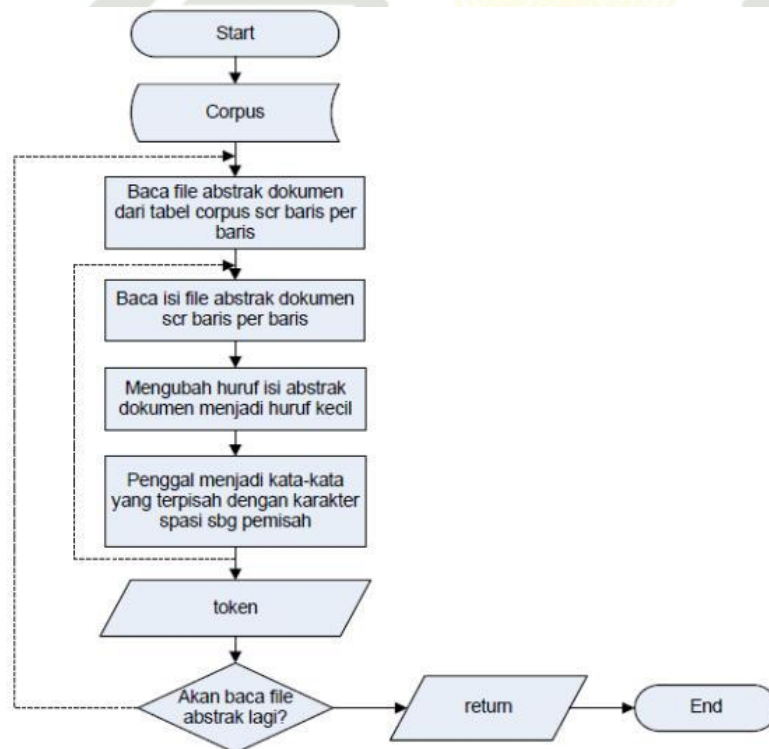 Start
Corpus
Baca file abstrak dokumen
dari tabel corpus scr baris per
baris
Baca isi file abstrak dokumen
scr baris per baris
Mengubah huruf isi abstrak
dokumen menjadi huruf kecil
Penggal menjadi kata-kata
yang terpisah dengan karakter
spasi sbg pemisah
token
Akan baca file
abstrak lagi?
return
End